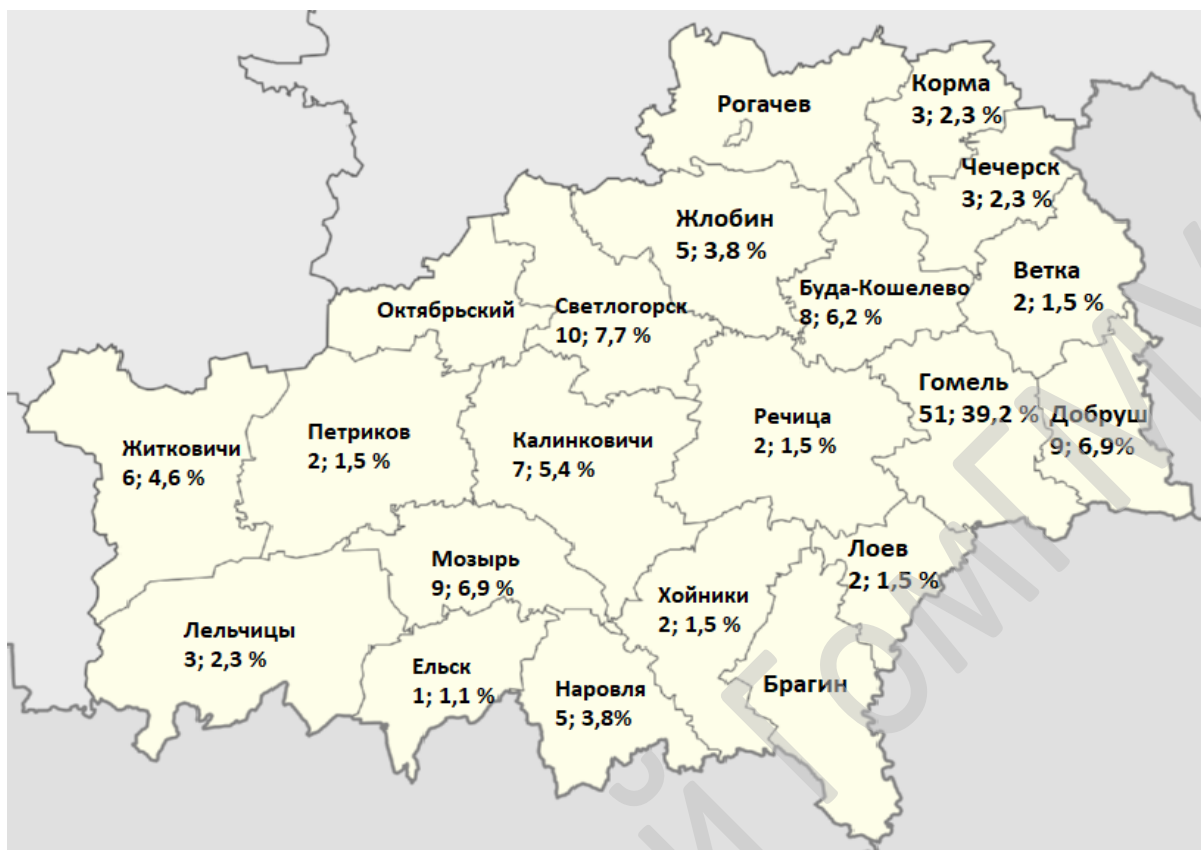 Рогачев
Корма
3; 2,3 %
Чечерск
3; 2,3 %
Жлобин
5; 3,8 %
Ветка
2; 1,5 %
Буда-Кошелево
8; 6,2 %
Октябрьский
Светлогорск
10; 7,7 %
Гомель
51; 39,2 %
Добруш
9; 6,9%
Житковичи
6; 4,6 %
Петриков
2; 1,5 %
Калинковичи
7; 5,4 %
Речица
2; 1,5 %
Лоев
2; 1,5 %
Мозырь
9; 6,9 %
Хойники
2; 1,5 %
Лельчицы
3; 2,3 %
Ельск
1; 1,1 %
Наровля
5; 3,8%
Брагин